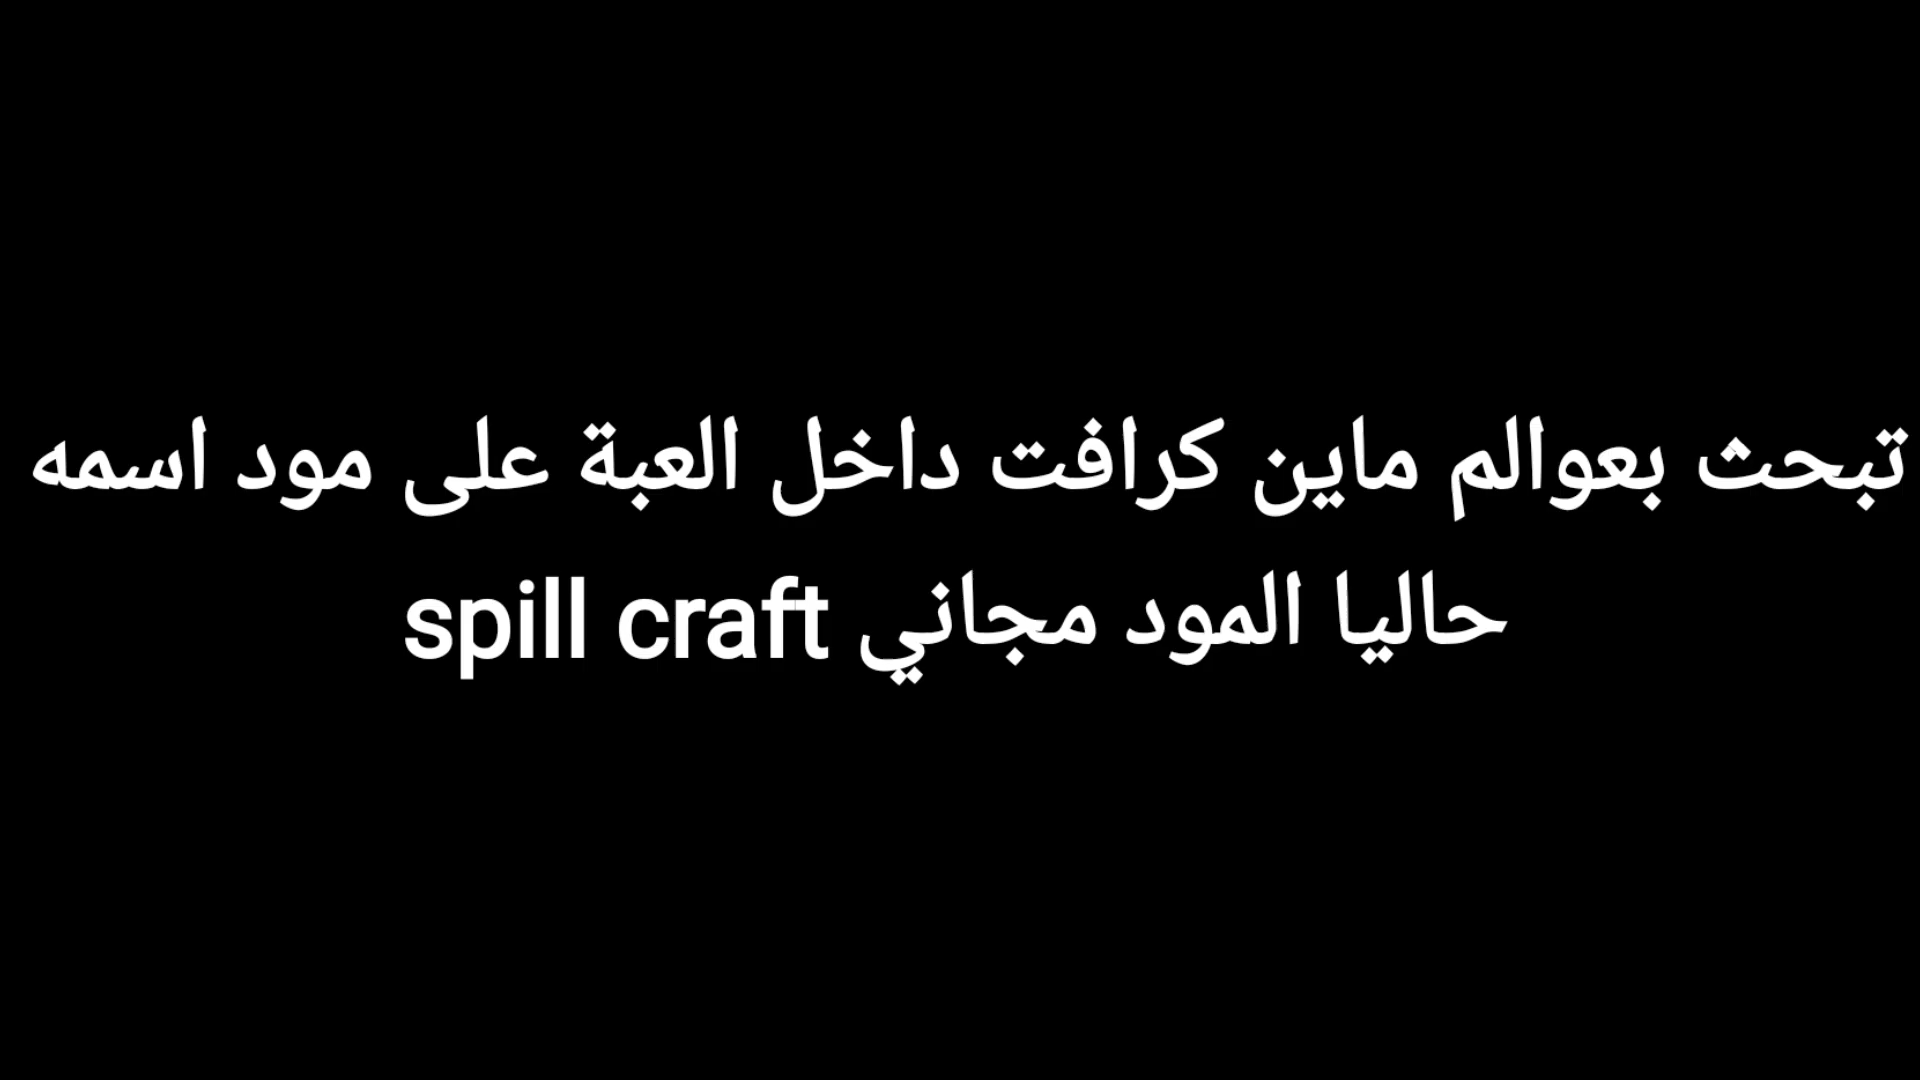 تبحث بعوالم ماين كرافت داخل العبة على مود اسمه
حاليا المود مجاني spill craft